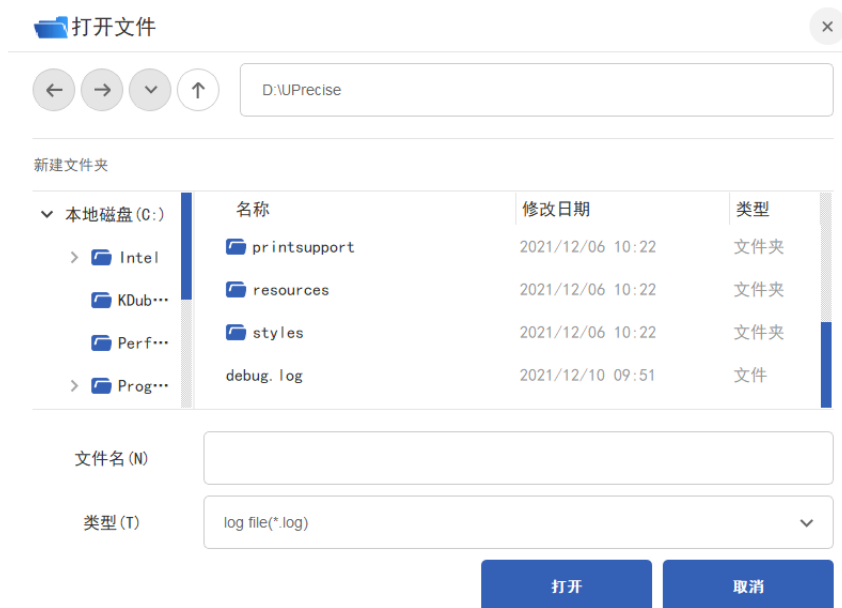 打开文件
D:\UPrecise
新建文件夹
本地磁盘(C:)
Intel
KDub…
Perf…
Prog…
名称 修改日期 类型
printsupport 2021/12/06 10:22 文件夹
resources 2021/12/06 10:22 文件夹
styles 2021/12/06 10:22 文件夹
debug.log 2021/12/10 09:51 文件
文件名(N)
类型(T) log file(*.log)
打开 取消